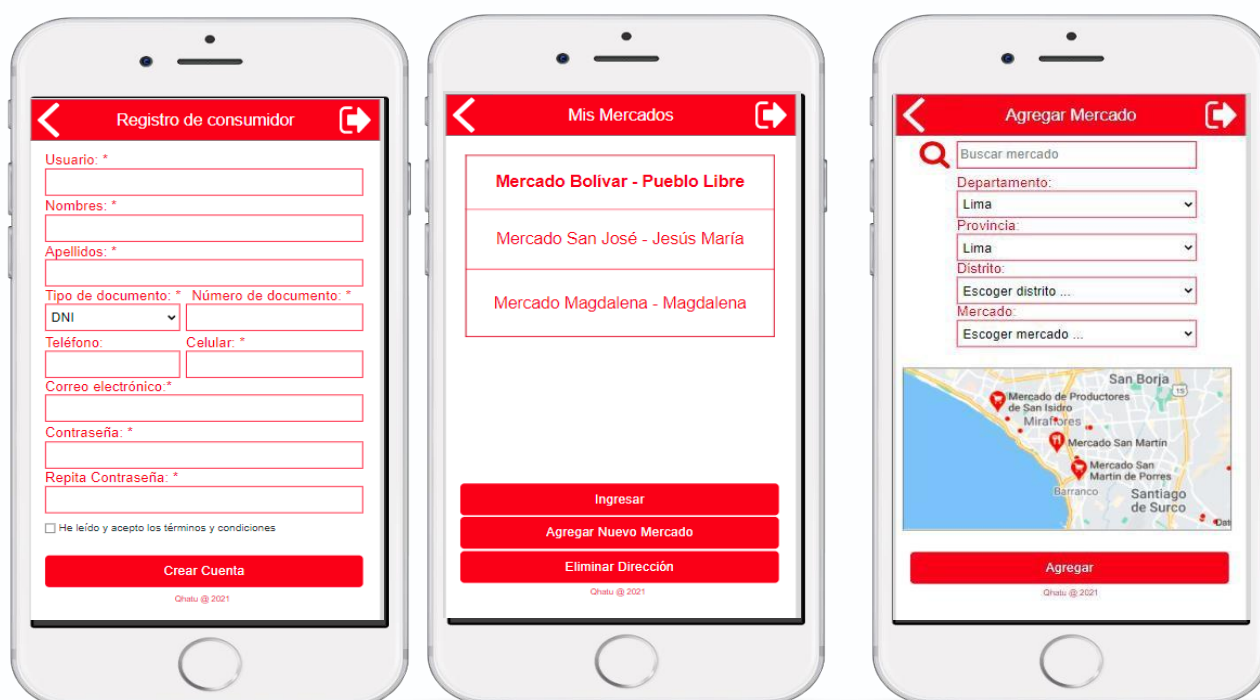 Registro de consumidor
Usuario: *
Nombres: *
Apellidos: *
Tipo de documento: * Número de documento: *
DNI
Teléfono: Celular: *
Correo electrónico:*
Contraseña: *
Repita Contraseña: *
He leído y acepto los términos y condiciones
Crear Cuenta
Qhatu @ 2021
Mis Mercados
Mercado Bolivar - Pueblo Libre
Mercado San José - Jesús María
Mercado Magdalena - Magdalena
Ingresar
Agregar Nuevo Mercado
Eliminar Dirección
Qhatu @ 2021
Agregar Mercado
Buscar mercado
Departamento:
Lima
Provincia:
Lima
Distrito:
Escoger distrito ...
Mercado:
Escoger mercado ...
San Borja
15
Mercado de Productores
de San Isidro
Miraflores
Mercado San Martín
Mercado San
Martin de Porres
Barranco
Santiago
de Surco
Dat
Agregar
Qhatu @ 2021